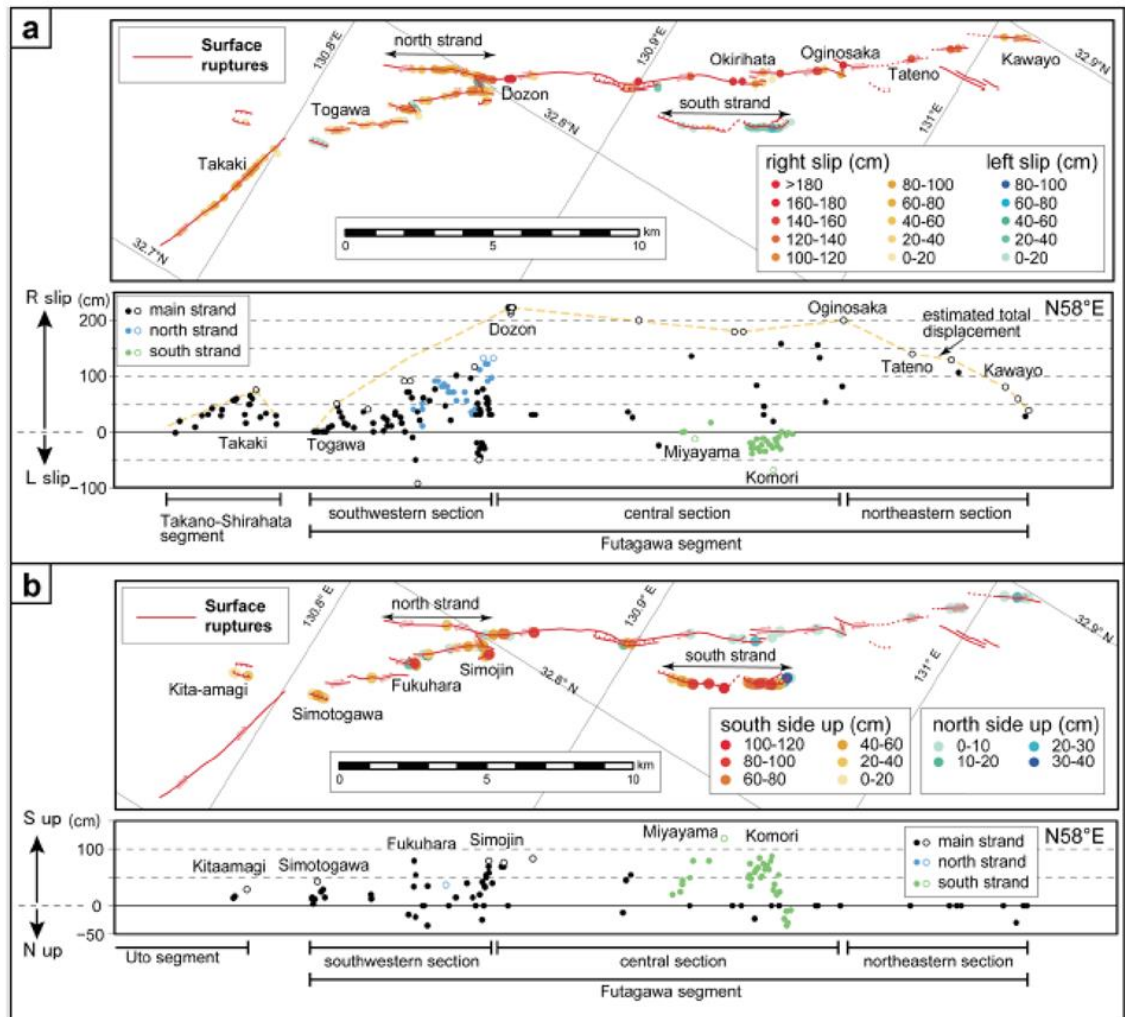 a
Surface
ruptures
130.8° E
north strand
Togawa
Takaki
32.7°N
Dozon
32.8°N
130.9° E
Okirihata
Oginosaka
Tateno
Kawayo
32.9°N
131° E
south strand
0 5 10 km
right slip (cm)
left slip (cm)
>180
80-100
80-100
160-180
60-80
60-80
140-160
40-60
40-60
120-140
20-40
20-40
100-120
0-20
0-20
R slip (cm)
main strand
north strand
south strand
N58°E
Oginosaka
estimated total
displacement
Dozon
Tateno
Kawayo
200
100
0
-100
Takaki
Togawa
Miyayama
Komori
L slip
Takano-Shirahata
segment
southwestern section
central section
northeastern section
Futagawa segment
b
Surface
ruptures
130.8° E
north strand
Kita-amagi
Simotogawa
Fukuhara
Simojin
32.8° N
130.9° E
south strand
131° E
32.9° N
0 5 10 km
south side up (cm)
north side up (cm)
100-120
40-60
0-10
20-30
80-100
20-40
10-20
30-40
60-80
0-20
S up (cm)
N58°E
100
0
-50
N up
Kitaamagi
Simotogawa
Fukuhara
Simojin
Miyayama
Komori
main strand
north strand
south strand
Uto segment
southwestern section
central section
northeastern section
Futagawa segment